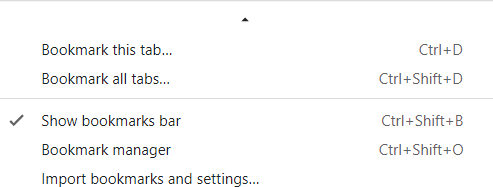 Bookmark this tab... Ctrl+D
Bookmark all tabs... Ctrl+Shift+D
Show bookmarks bar Ctrl+Shift+B
Bookmark manager Ctrl+Shift+O
Import bookmarks and settings...